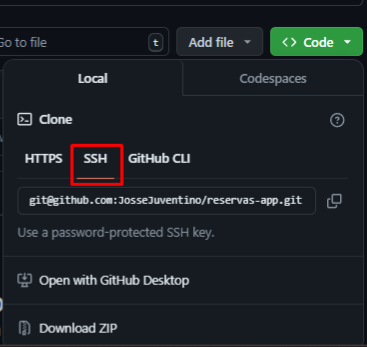 Go to file t Add file Code
Local Codespaces
Clone
HTTPS SSH GitHub CLI
git@github.com:JosseJuventino/reservas-app.git
Use a password-protected SSH key.
Open with GitHub Desktop
Download ZIP